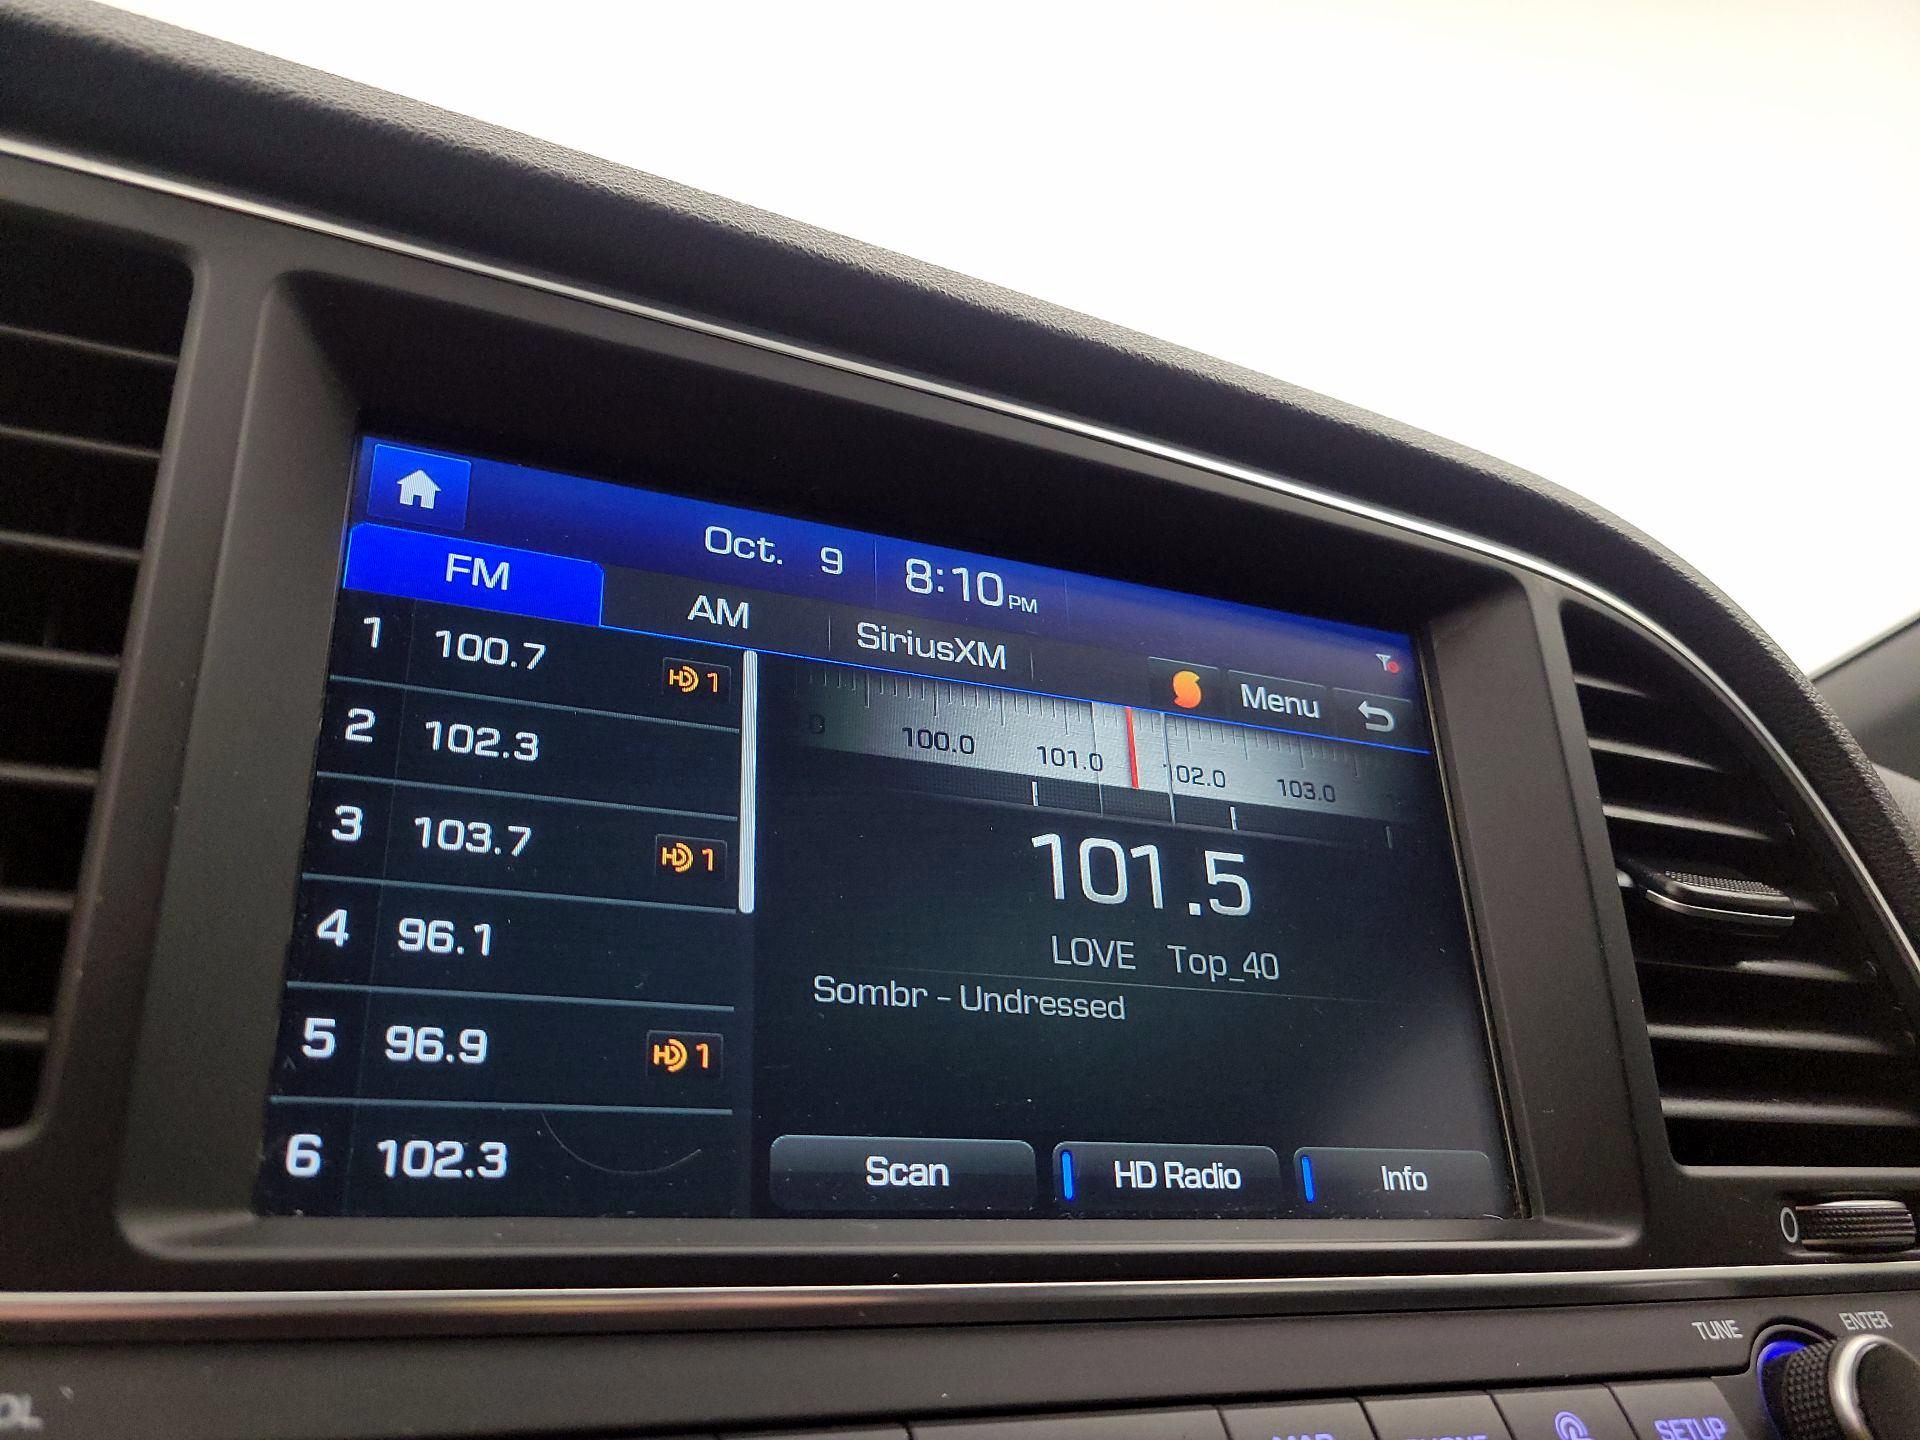 Oct. 9 8:10 PM
FM AM SiriusXM
Menu
1 100.7 HD 1
2 102.3
3 103.7 HD 1
4 96.1
5 96.9 HD 1
6 102.3
100.0 101.0 102.0 103.0
101.5
LOVE Top_40
Sombr - Undressed
Scan HD Radio Info
0
TUNE ENTER
SETUP